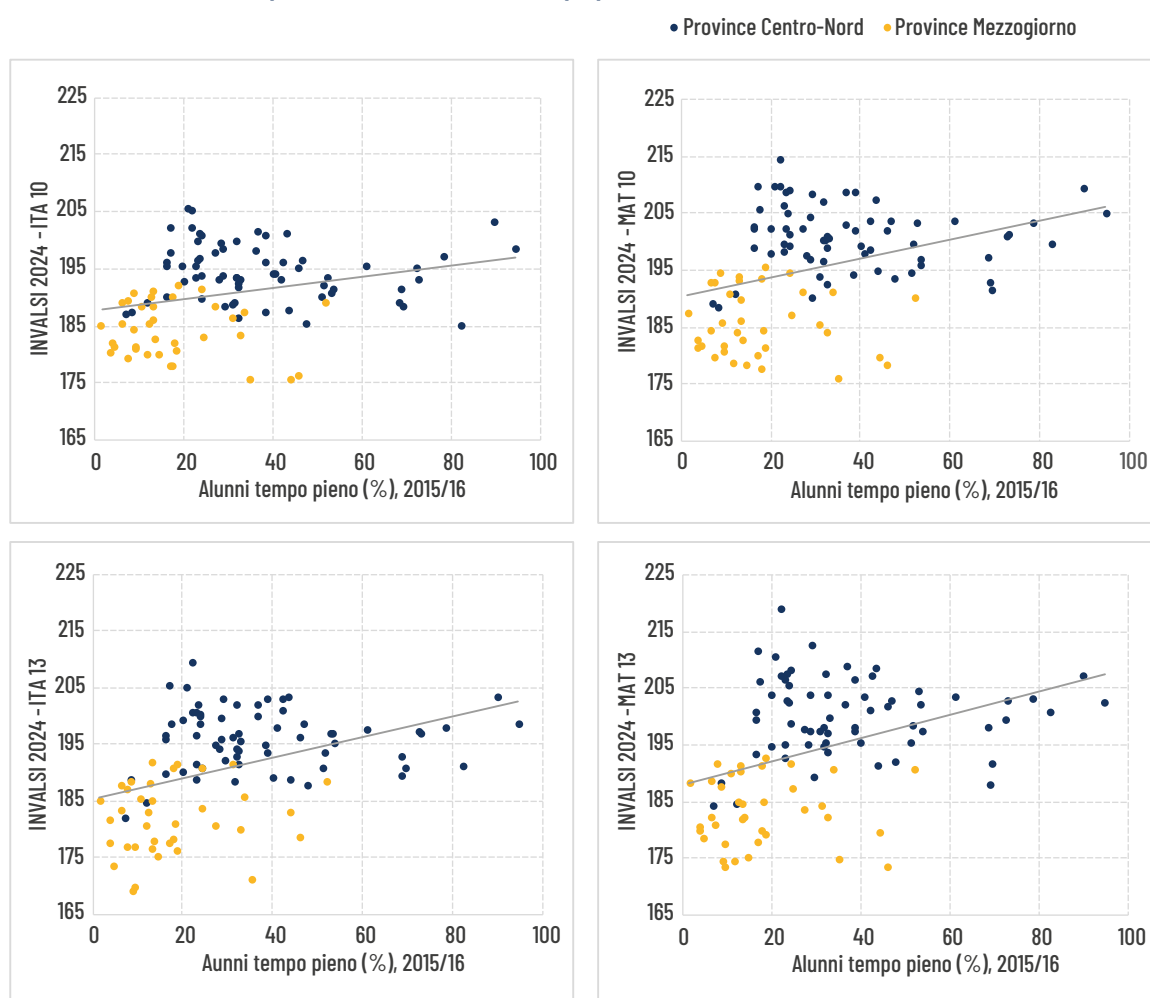 Province Centro-Nord Province Mezzogiorno
INVALSI 2024 - ITA 10
225
215
205
195
185
175
165
0 20 40 60 80 100
Alunni tempo pieno (%), 2015/16
INVALSI 2024 - MAT 10
225
215
205
195
185
175
165
0 20 40 60 80 100
Alunni tempo pieno (%), 2015/16
INVALSI 2024 - ITA 13
225
215
205
195
185
175
165
0 20 40 60 80 100
Aunni tempo pieno (%), 2015/16
INVALSI 2024 - MAT 13
225
215
205
195
185
175
165
0 20 40 60 80 100
Alunni tempo pieno (%), 2015/16